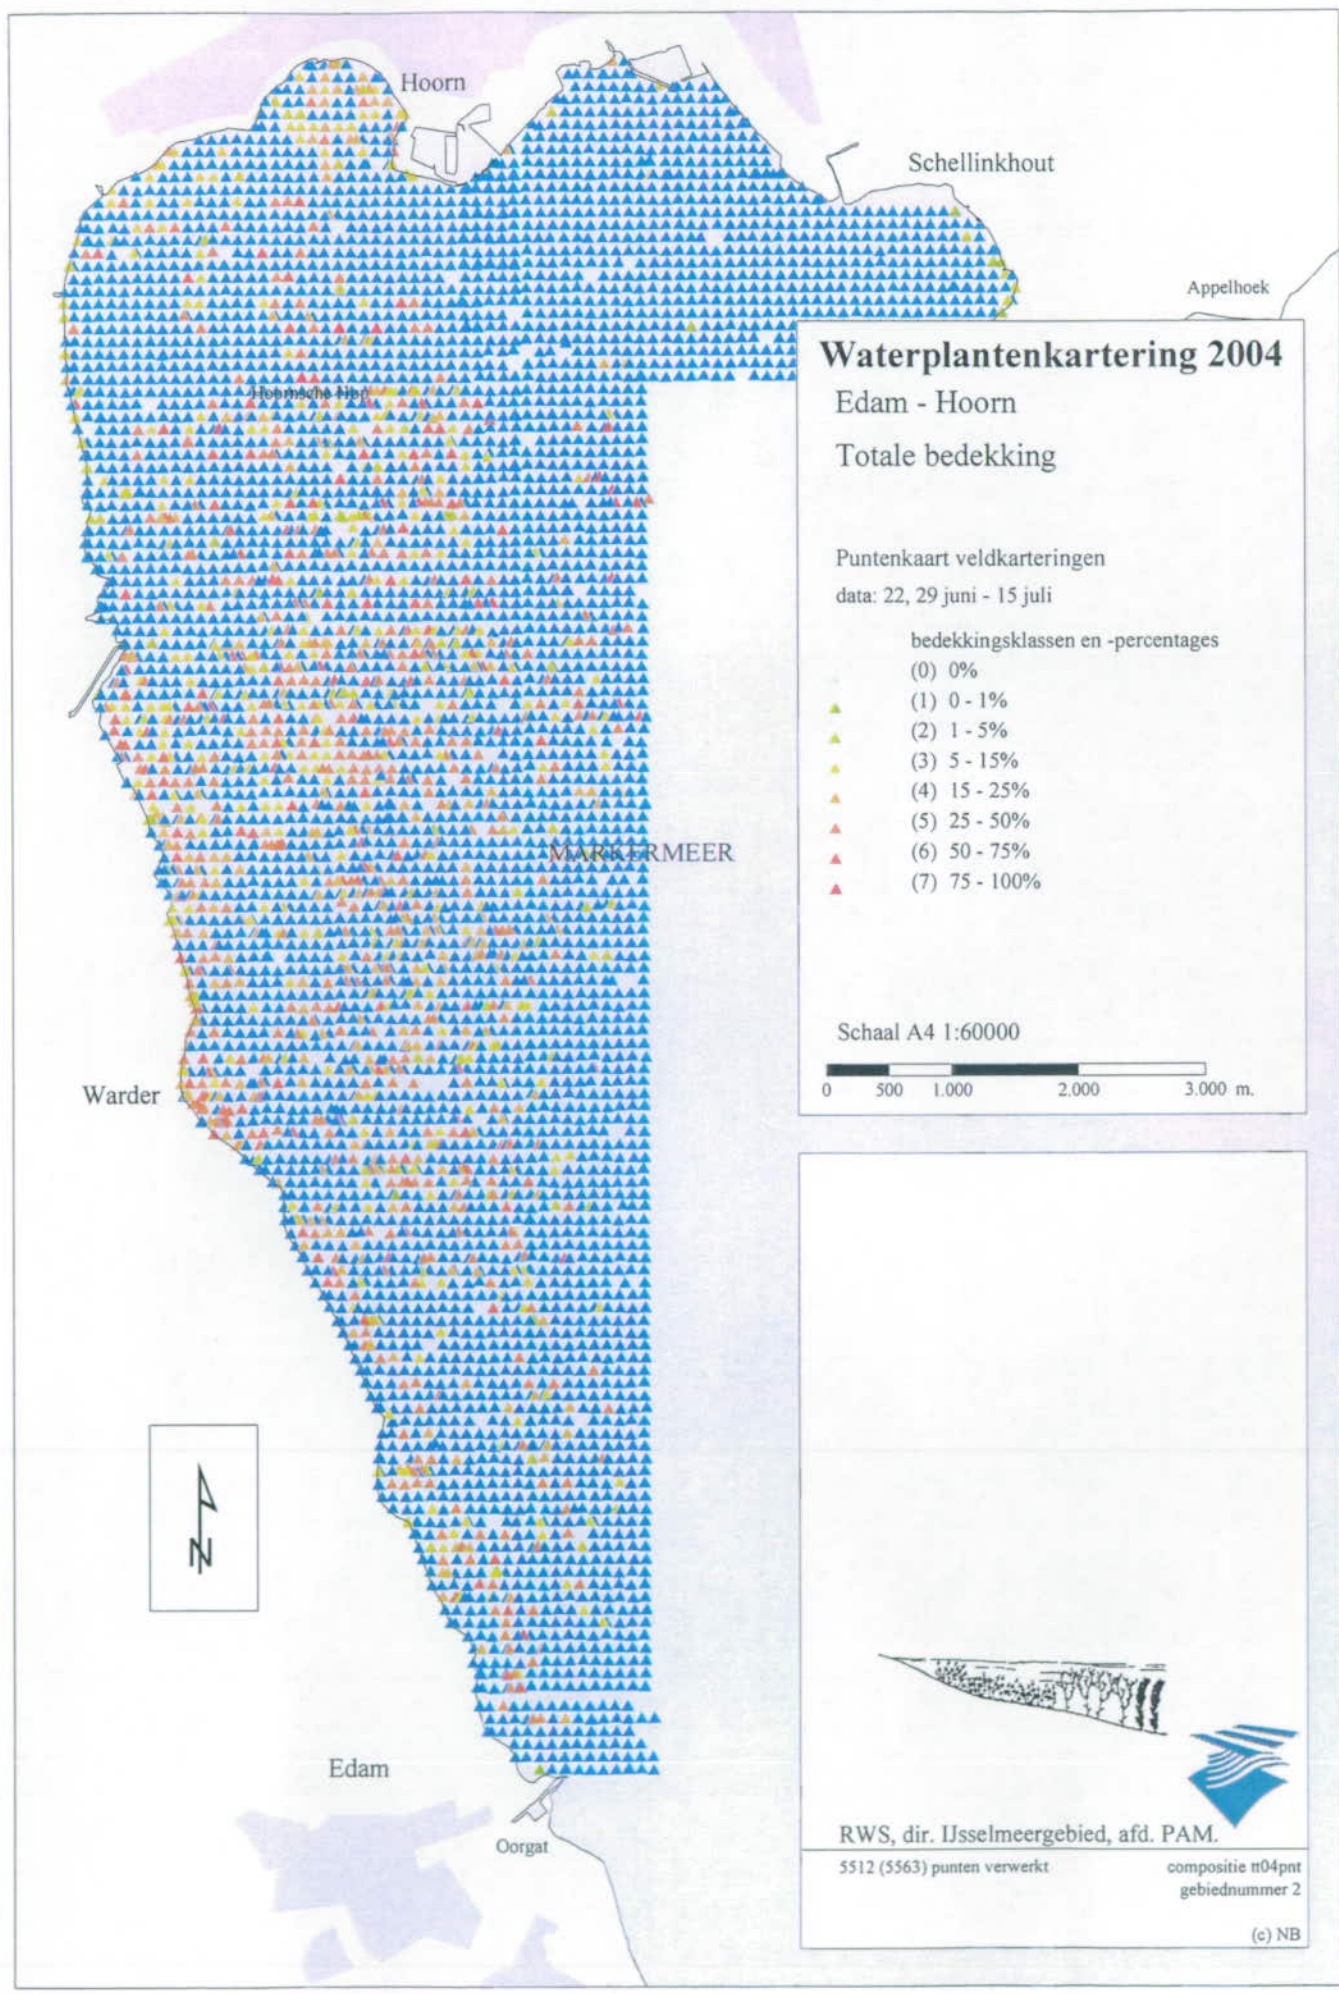 Hoorn
Schellinkhout
Appelhoek
Hoornsche Hop
MARKERMEER
Warder
N
Edam
Oorgat
Waterplantenkartering 2004
Edam - Hoorn
Totale bedekking
Puntenkaart veldkarteringen
data: 22, 29 juni - 15 juli
bedekkingsklassen en -percentages
(0) 0%
(1) 0 - 1%
(2) 1 - 5%
(3) 5 - 15%
(4) 15 - 25%
(5) 25 - 50%
(6) 50 - 75%
(7) 75 - 100%
Schaal A4 1:60000
0 500 1.000 2.000 3.000 m.
RWS, dir. IJsselmeergebied, afd. PAM.
5512 (5563) punten verwerkt
compositie tt04pnt
gebiednummer 2
(c) NB